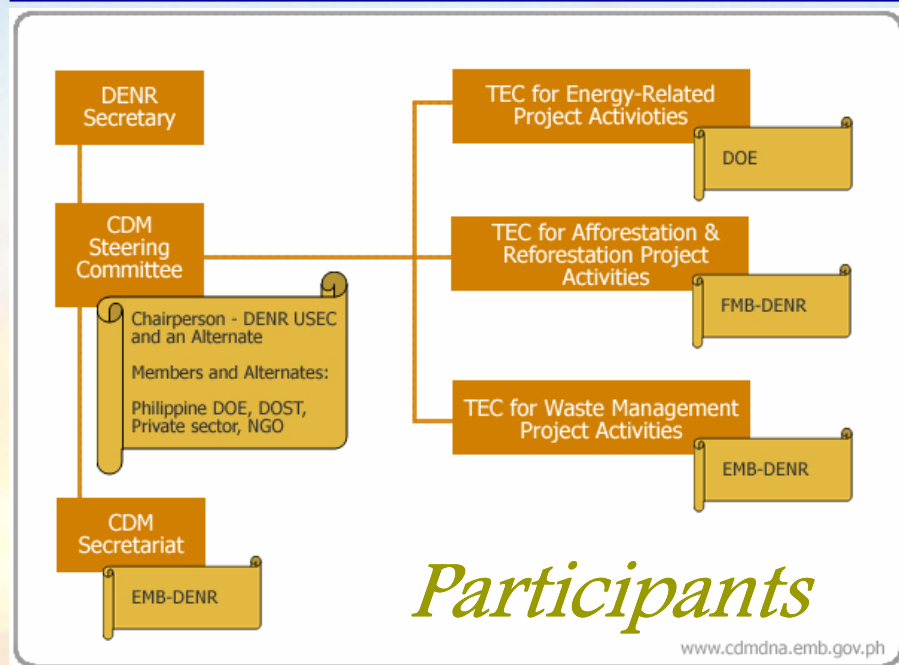 DENR
Secretary
CDM
Steering
Committee
Chairperson - DENR USEC
and an Alternate
Members and Alternates:
Philippine DOE, DOST,
Private sector, NGO
CDM
Secretariat
EMB-DENR
TEC for Energy-Related
Project Activioties
DOE
TEC for Afforestation &
Reforestation Project
Activities
FMB-DENR
TEC for Waste Management
Project Activities
EMB-DENR
Participants
www.cdmdna.emb.gov.ph